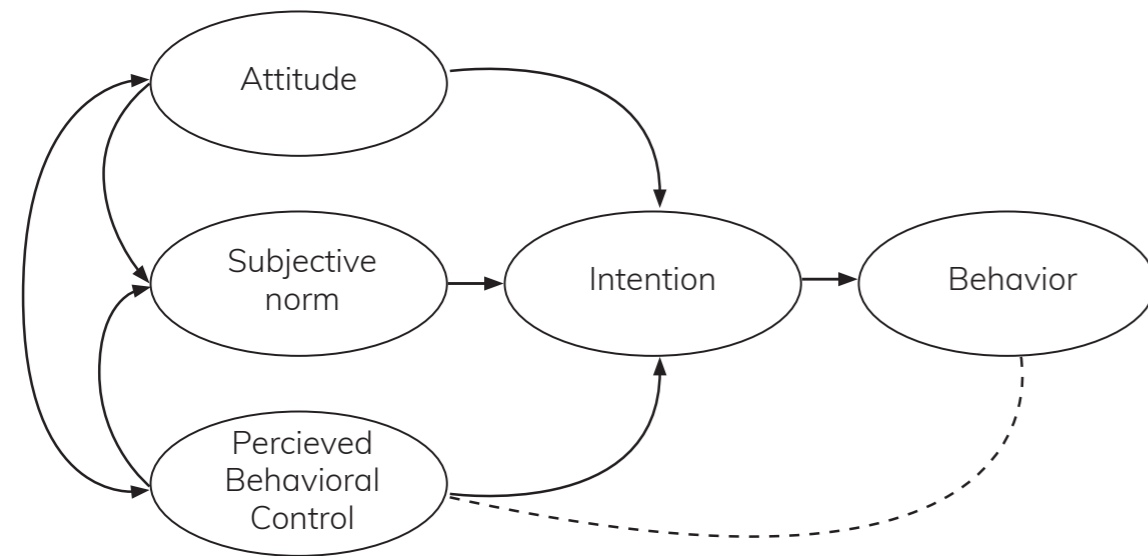 Attitude
Subjective
norm
Intention
Behavior
Percieved
Behavioral
Control